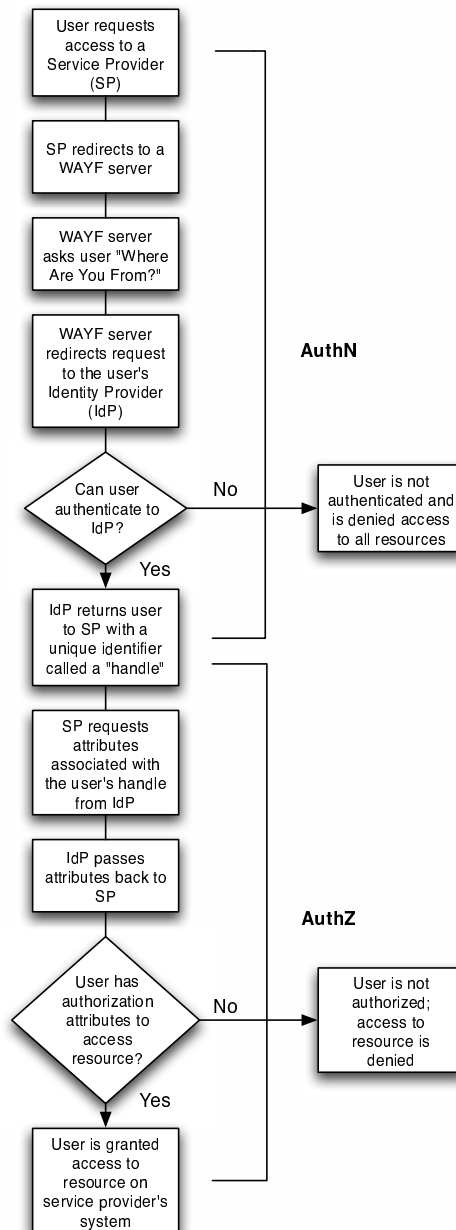 User requests
access to a
Service Provider
(SP)
SP redirects to a
WAYF server
WAYF server
asks user "Where
Are You From?"
WAYF server
redirects request
to the user's
Identity Provider
(IdP)
AuthN
Can user
authenticate to
IdP?
No
User is not
authenticated and
is denied access
to all resources
Yes
IdP returns user
to SP with a
unique identifier
called a "handle"
SP requests
attributes
associated with
the user's handle
from IdP
IdP passes
attributes back to
SP
AuthZ
User has
authorization
attributes to
access
resource?
No
User is not
authorized;
access to
resource is
denied
Yes
User is granted
access to
resource on
service provider's
system